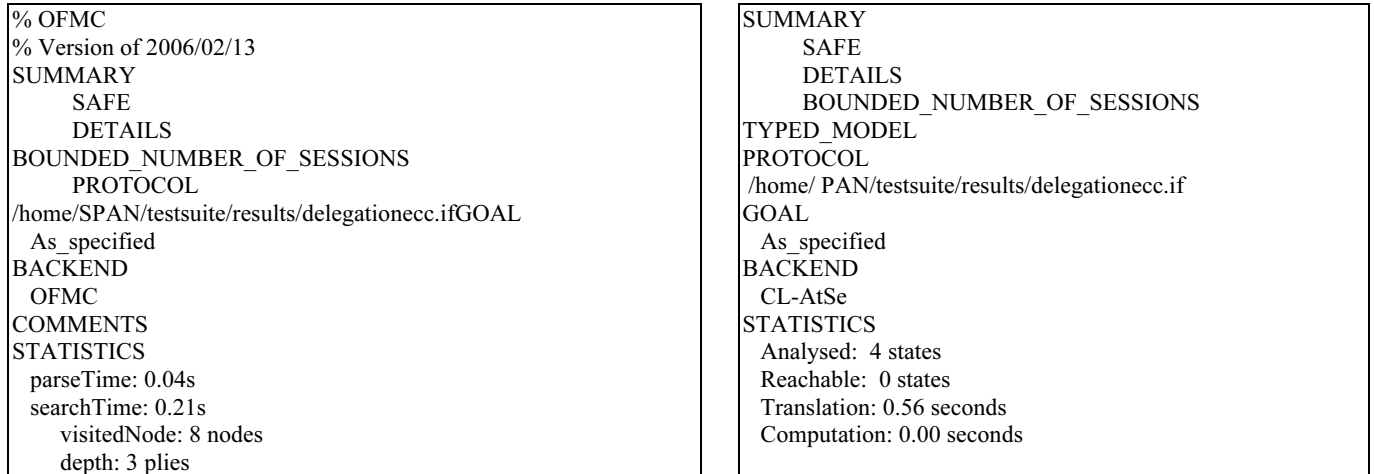 % OFMC
% Version of 2006/02/13
SUMMARY
SAFE
DETAILS
BOUNDED_NUMBER_OF_SESSIONS
PROTOCOL
/home/SPAN/testsuite/results/delegationecc.ifGOAL
As_specified
BACKEND
OFMC
COMMENTS
STATISTICS
parseTime: 0.04s
searchTime: 0.21s
visitedNode: 8 nodes
depth: 3 plies
SUMMARY
SAFE
DETAILS
BOUNDED_NUMBER_OF_SESSIONS
TYPED_MODEL
PROTOCOL
/home/ PAN/testsuite/results/delegationecc.if
GOAL
As_specified
BACKEND
CL-AtSe
STATISTICS
Analysed: 4 states
Reachable: 0 states
Translation: 0.56 seconds
Computation: 0.00 seconds